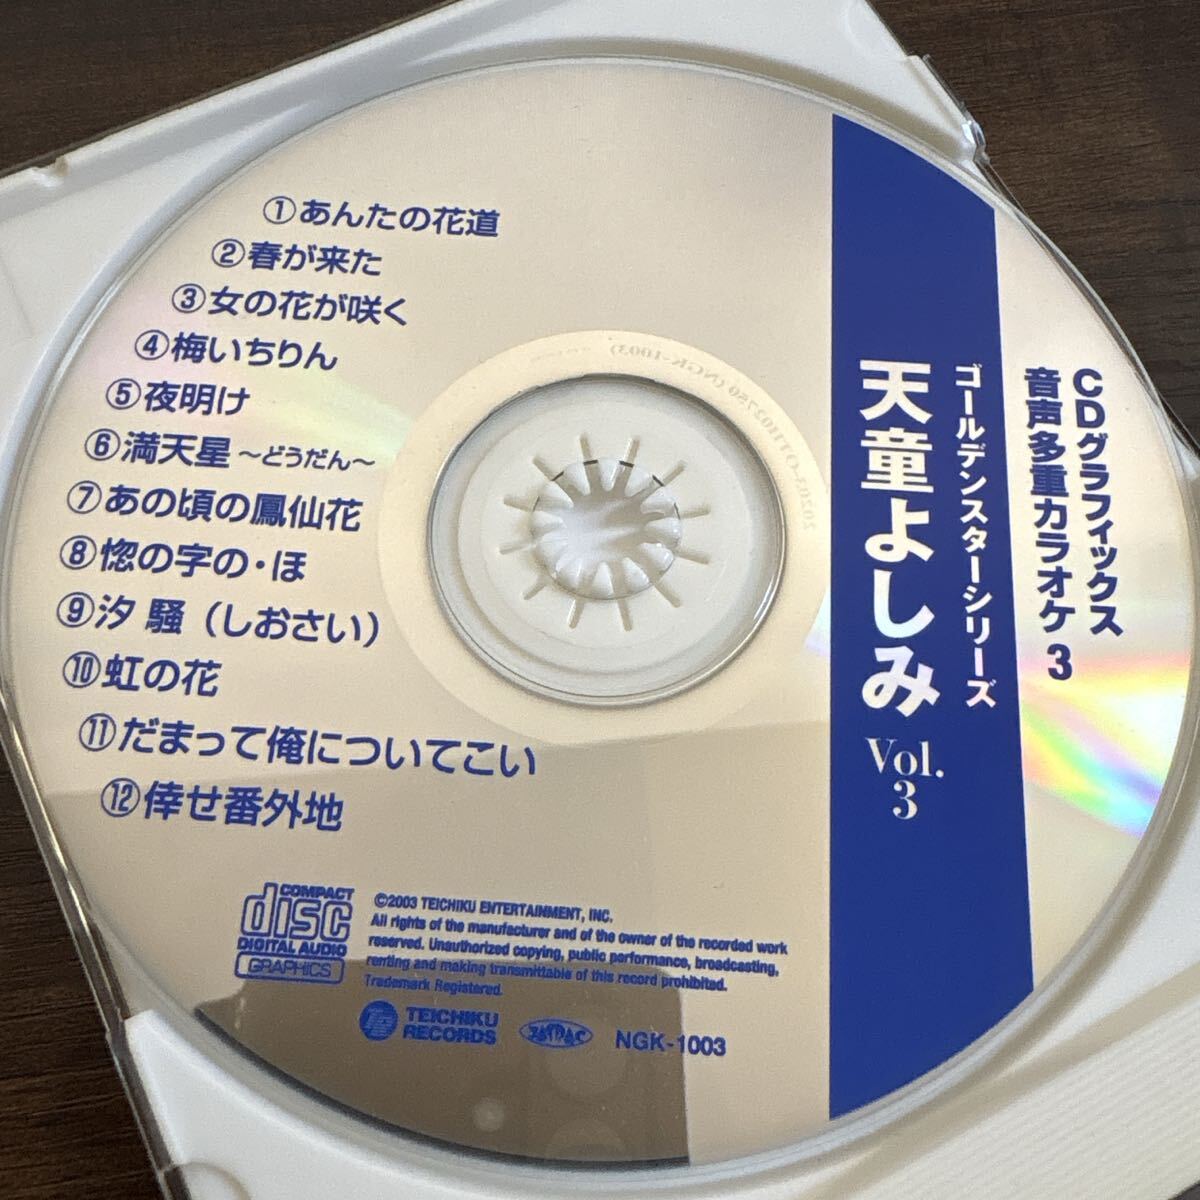 CDグラフィックス
音声多重カラオケ 3
ゴールデンスターシリーズ
天童よしみ Vol. 3
①あんたの花道
②春が来た
③女の花が咲く
④梅いちりん
⑤夜明け
⑥満天星 ～どうだん～
⑦あの頃の鳳仙花
⑧惚の字の・ほ
⑨汐 騒（しおさい）
⑩虹の花
⑪だまって俺についてこい
⑫倖せ番外地
COMPACT
disc
DIGITAL AUDIO
GRAPHICS
©2003 TEICHIKU ENTERTAINMENT, INC.
All rights of the manufacturer and of the owner of the recorded work
reserved. Unauthorized copying, public performance, broadcasting,
renting and making transmittable of this record prohibited.
Trademark Registered.
TEICHIKU
RECORDS
NGK-1003